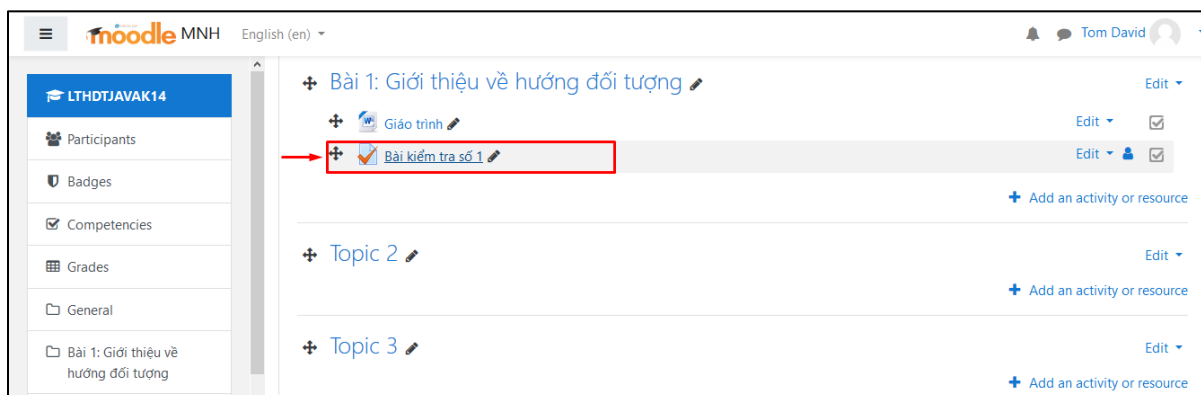 moodle MNH English (en) Tom David
LTHDTJAVAK14
Participants
Badges
Competencies
Grades
General
Bài 1: Giới thiệu về
hướng đối tượng
Bài 1: Giới thiệu về hướng đối tượng Edit
Giáo trình Edit
Bài kiểm tra số 1 Edit
+ Add an activity or resource
Topic 2 Edit
+ Add an activity or resource
Topic 3 Edit
+ Add an activity or resource